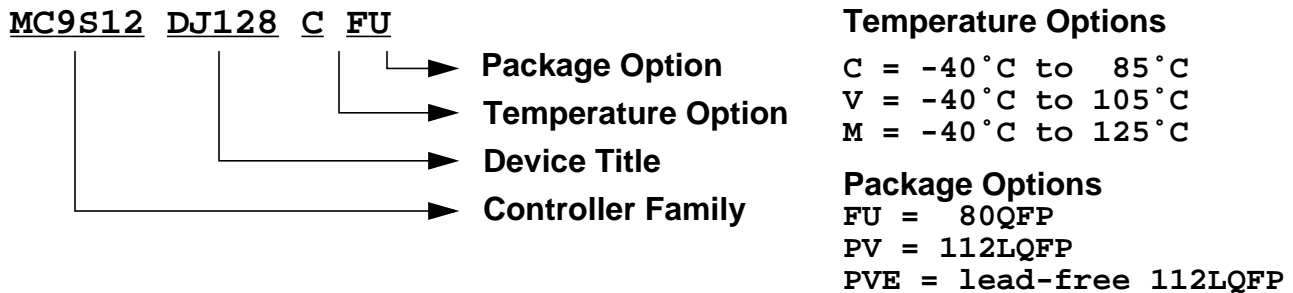 MC9S12 DJ128 C FU
Package Option
Temperature Option
Device Title
Controller Family
Temperature Options
C = -40˚C to  85˚C
V = -40˚C to 105˚C
M = -40˚C to 125˚C
Package Options
FU =  80QFP
PV = 112LQFP
PVE = lead-free 112LQFP